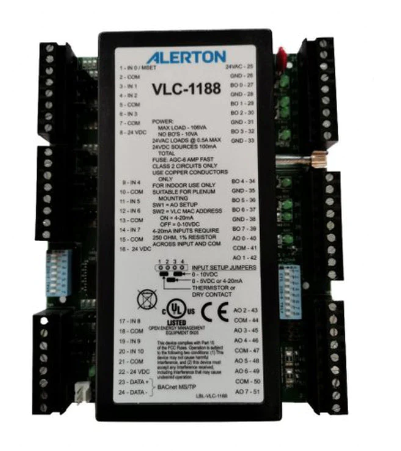 ALERTON
VLC-1188
1 - IN 0 / MSET
2 - COM
3 - IN 1
4 - IN 2
5 - COM
6 - IN 3
7 - COM
8 - 24 VDC
24VAC - 25
GND - 26
BO 0 - 27
GND - 28
BO 1 - 29
BO 2 - 30
GND - 31
BO 3 - 32
GND - 33
POWER:
MAX LOAD - 106VA
NO BO'S - 10VA
24VAC LOADS @ 0.5A MAX
24VDC SOURCES 100mA
TOTAL
FUSE: AGC-6 AMP FAST
CLASS 2 CIRCUITS ONLY
USE COPPER CONDUCTORS
ONLY
FOR INDOOR USE ONLY
SUITABLE FOR PLENUM
MOUNTING
SW1 = AO SETUP
SW2 = VLC MAC ADDRESS
ON = 4-20mA
OFF = 0-10VDC
4-20mA INPUTS REQUIRE
250 OHM, 1% RESISTOR
ACROSS INPUT AND COM
9 - IN 4
10 - COM
11 - IN 5
12 - IN 6
13 - COM
14 - IN 7
15 - COM
16 - 24 VDC
BO 4 - 34
GND - 35
BO 5 - 36
BO 6 - 37
GND - 38
BO 7 - 39
AO 0 - 40
COM - 41
AO 1 - 42
1 2 3 4
INPUT SETUP JUMPERS
0 - 10VDC
0 - 5VDC or 4-20mA
THERMISTOR or
DRY CONTACT
C UL US
LISTED
OPEN ENERGY MANAGEMENT
EQUIPMENT
17 - IN 8
18 - COM
19 - IN 9
20 - IN 10
21 - COM
22 - 24 VDC
23 - DATA +
24 - DATA -
BACnet MS/TP
AO 2 - 43
COM - 44
AO 3 - 45
AO 4 - 46
COM - 47
AO 5 - 48
AO 6 - 49
COM - 50
AO 7 - 51
This device complies with Part 15
of the FCC Rules. Operation is subject
to the following two conditions: (1) This
device may not cause harmful
interference, and (2) this device must
accept any interference received,
including interference that may cause
undesired operation.
LBL-VLC-1188